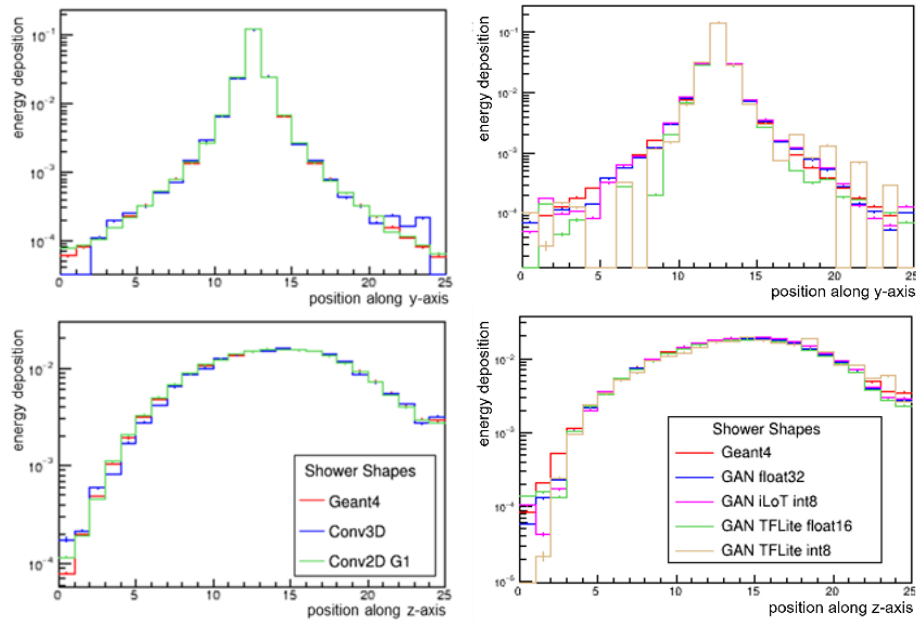 energy deposition
10⁻¹
10⁻²
10⁻³
10⁻⁴
0 5 10 15 20 25
position along y-axis
energy deposition
10⁻¹
10⁻²
10⁻³
10⁻⁴
5 10 15 20 25
position along y-axis
energy deposition
10⁻²
10⁻³
10⁻⁴
0 5 10 15 20 25
position along z-axis
Shower Shapes
Geant4
Conv3D
Conv2D G1
energy deposition
10⁻²
10⁻³
10⁻⁴
10⁻⁵
0 5 10 15 20 25
position along z-axis
Shower Shapes
Geant4
GAN float32
GAN iLoT int8
GAN TFLite float16
GAN TFLite int8